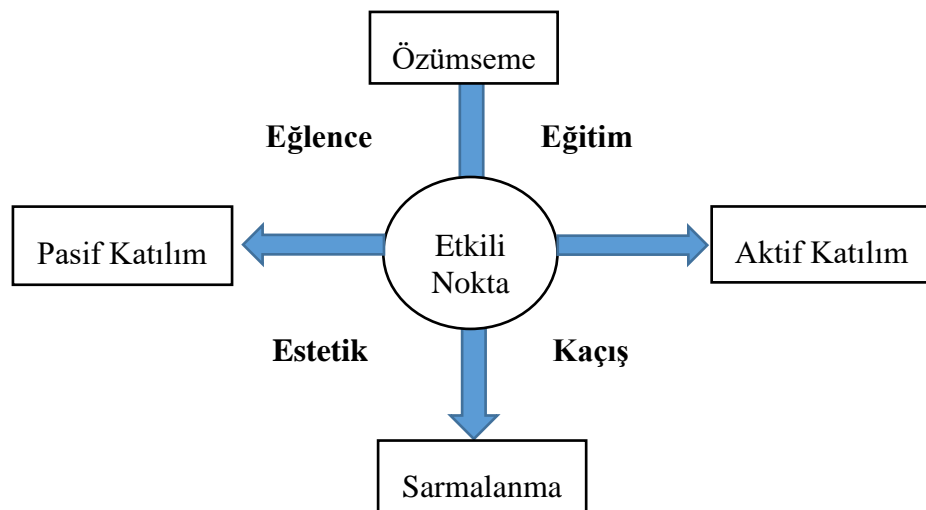 Özümseme
Eğlence
Eğitim
Pasif Katılım
Etkili
Nokta
Aktif Katılım
Estetik
Kaçış
Sarmalanma